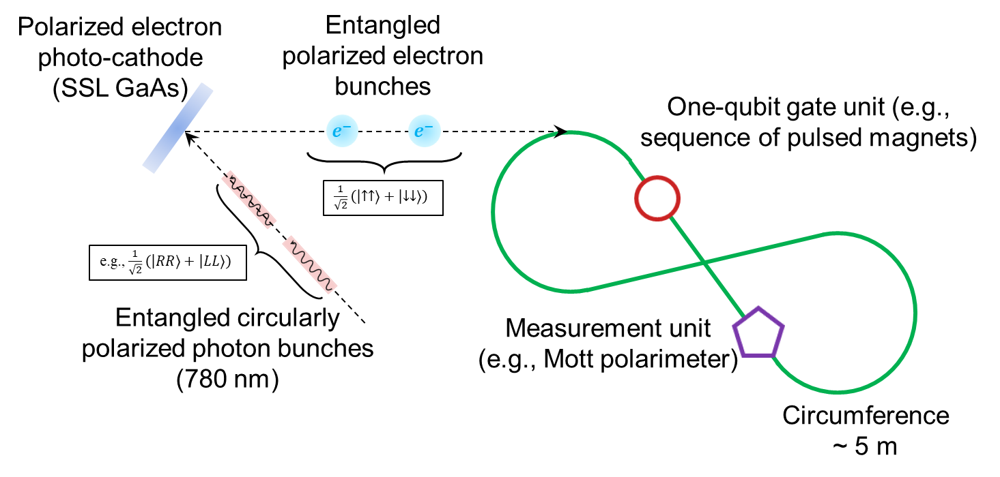 Polarized electron
photo-cathode
(SSL GaAs)
Entangled
polarized electron
bunches
e⁻
e⁻
1/√2 (|↑↑⟩ + |↓↓⟩)
One-qubit gate unit (e.g.,
sequence of pulsed magnets)
e.g., 1/√2 (|RR⟩ + |LL⟩)
Entangled circularly
polarized photon bunches
(780 nm)
Measurement unit
(e.g., Mott polarimeter)
Circumference
~ 5 m